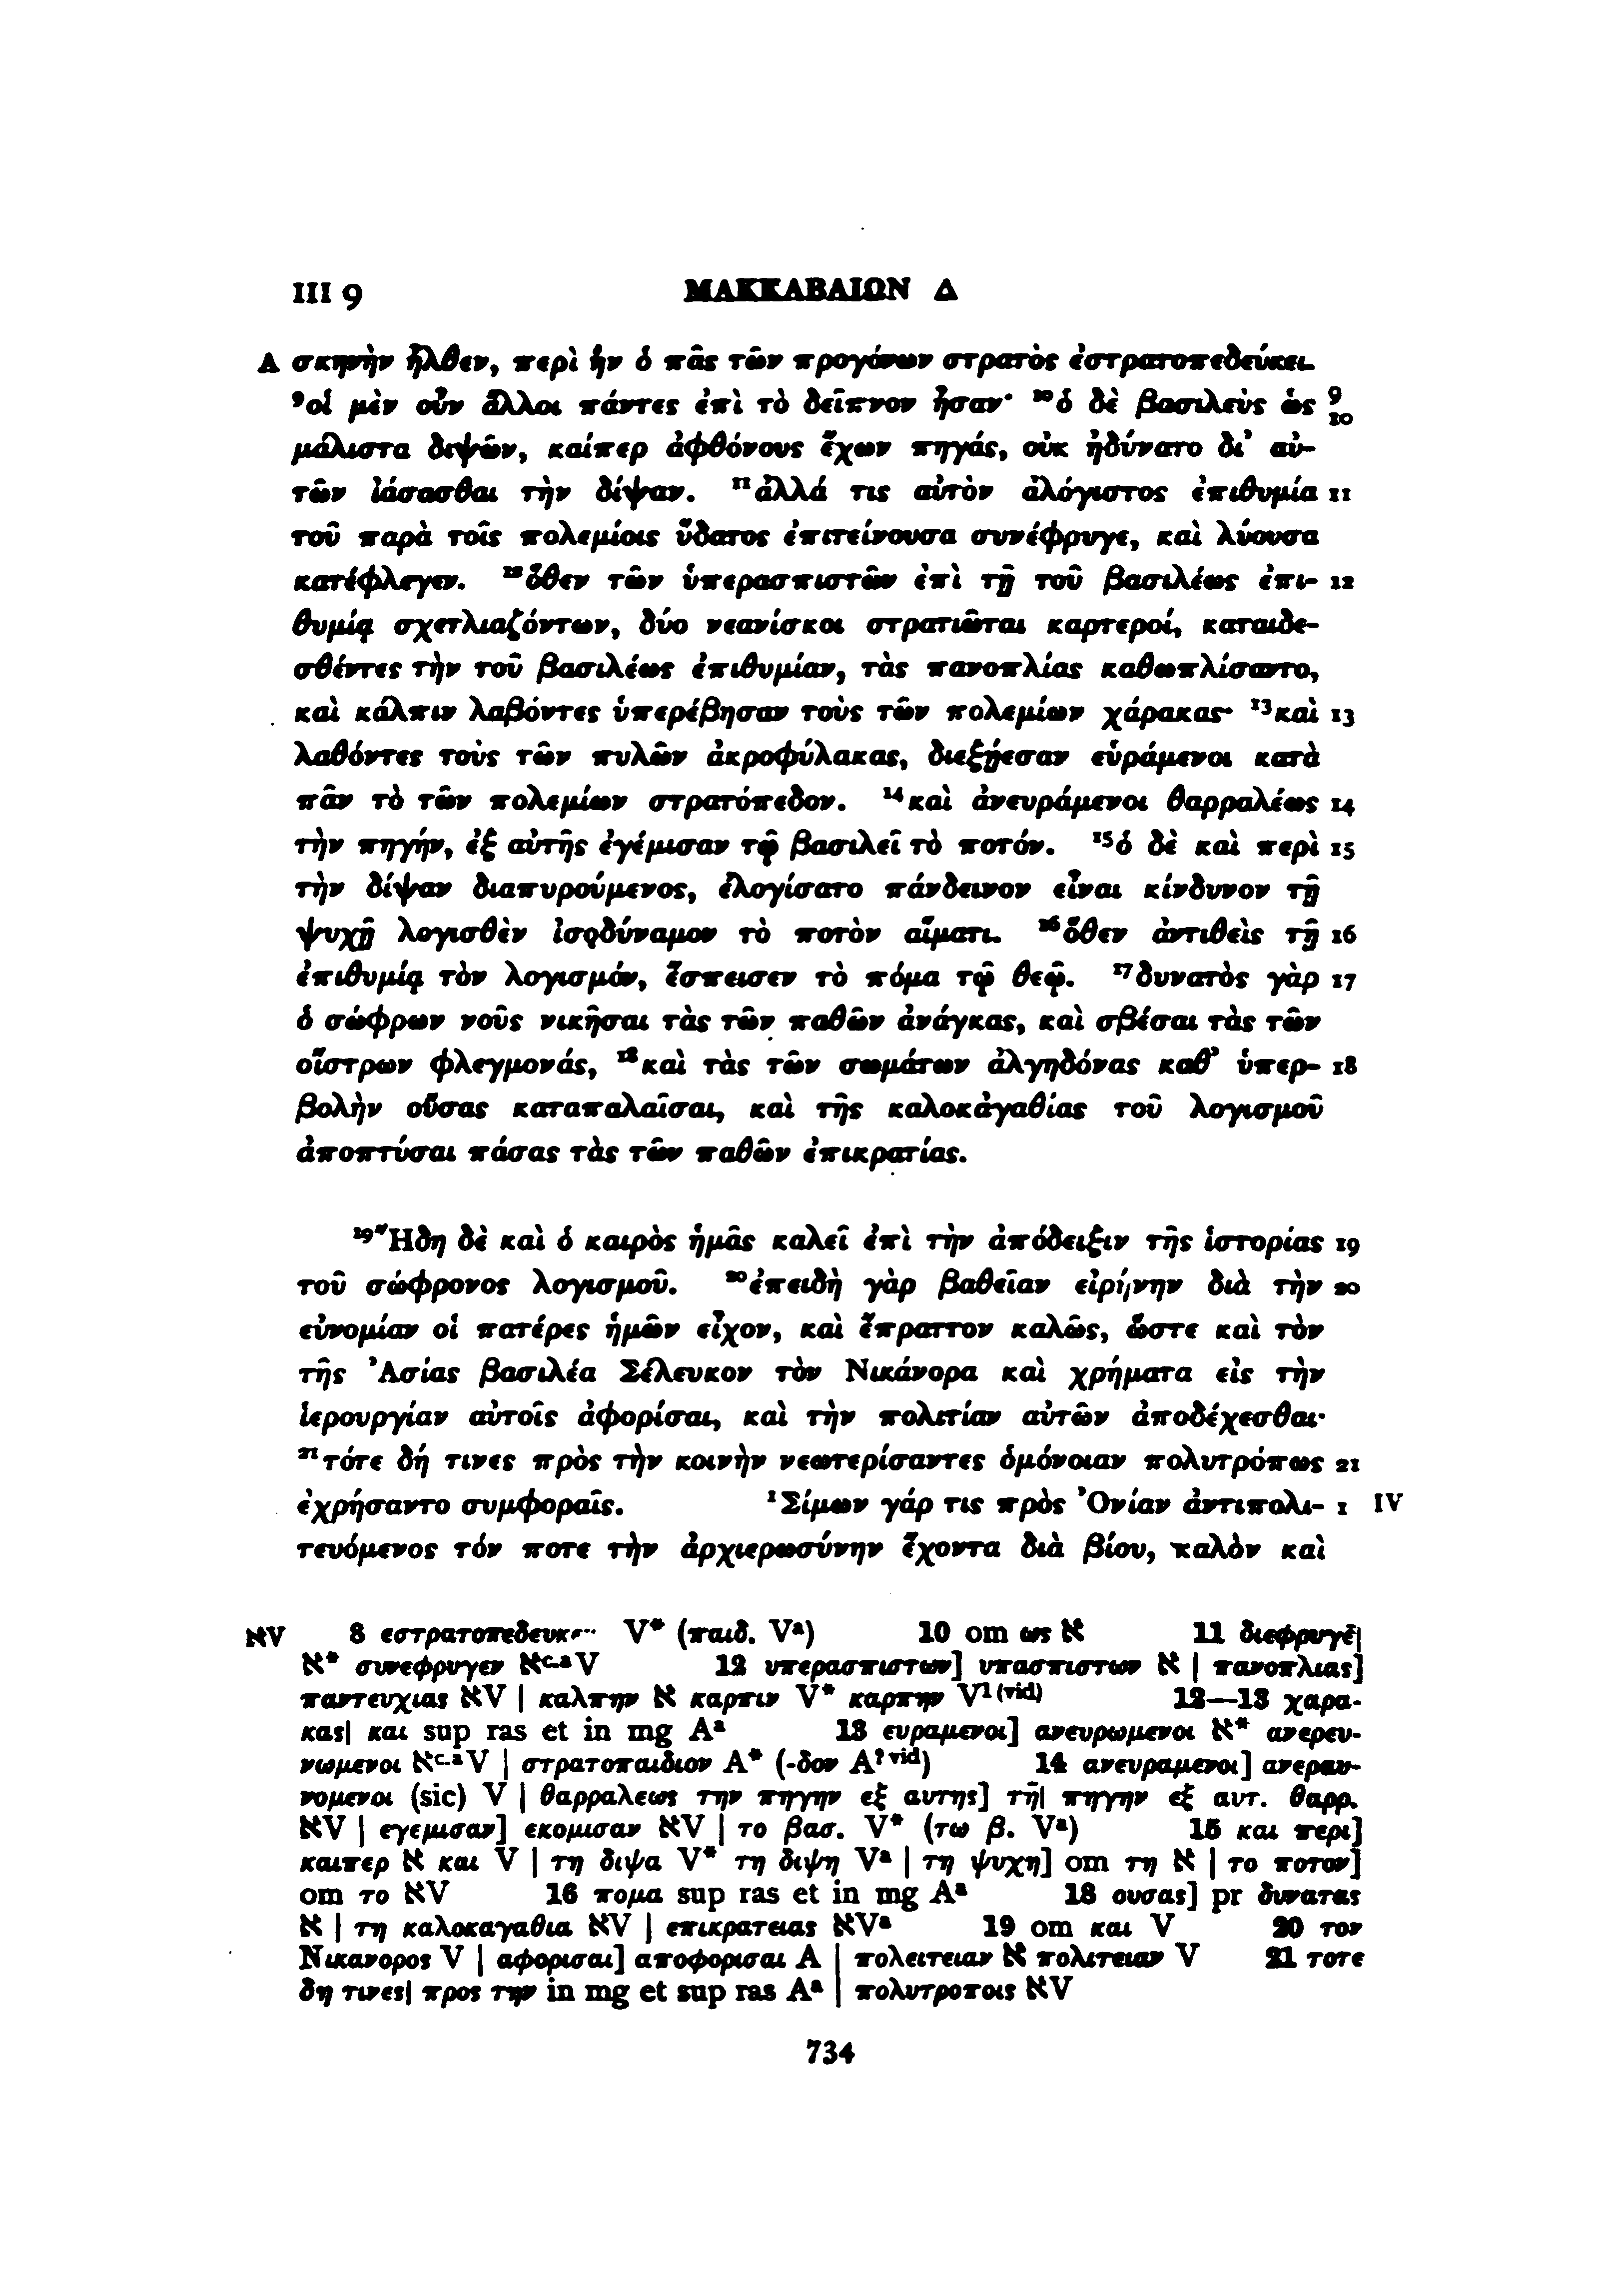 III 9 ΜΑΚΚΑΒΑΙΩΝ Δ
A σκηνὴν ἦλθεν, περὶ ἣν ὁ πᾶς τῶν προγόνων στρατὸς ἐστρατοπεδεύκει.
⁹οἱ μὲν οὖν ἄλλοι πάντες ἐπὶ τὸ δεῖπνον ἦσαν· ¹⁰ὁ δὲ βασιλεὺς ὡς 9 10
μάλιστα διψῶν, καίπερ ἀφθόνους ἔχων πηγάς, οὐκ ἠδύνατο δι᾽ αὐ-
τῶν ἰάσασθαι τὴν δίψαν. ¹¹ἀλλά τις αὐτὸν ἀλόγιστος ἐπιθυμία 11
τοῦ παρὰ τοῖς πολεμίοις ὕδατος ἐπιτείνουσα συνέφρυγε, καὶ λύουσα
κατέφλεγεν. ¹²ὅθεν τῶν ὑπερασπιστῶν ἐπὶ τῇ τοῦ βασιλέως ἐπι- 12
θυμίᾳ σχετλιαζόντων, δύο νεανίσκοι στρατιῶται καρτεροί, καταιδε-
σθέντες τὴν τοῦ βασιλέως ἐπιθυμίαν, τὰς πανοπλίας καθωπλίσαντο,
καὶ κάλπιν λαβόντες ὑπερέβησαν τοὺς τῶν πολεμίων χάρακας· ¹³καὶ 13
λαθόντες τοὺς τῶν πυλῶν ἀκροφύλακας, διεξῄεσαν εὑράμενοι κατὰ
πᾶν τὸ τῶν πολεμίων στρατόπεδον. ¹⁴καὶ ἀνευράμενοι θαρραλέως 14
τὴν πηγήν, ἐξ αὐτῆς ἐγέμισαν τῷ βασιλεῖ τὸ ποτόν. ¹⁵ὁ δὲ καὶ περὶ 15
τὴν δίψαν διαπυρούμενος, ἐλογίσατο πάνδεινον εἶναι κίνδυνον τῇ
ψυχῇ λογισθὲν ἰσοδύναμον τὸ ποτὸν αἵματι. ¹⁶ὅθεν ἀντιθεὶς τῇ 16
ἐπιθυμίᾳ τὸν λογισμόν, ἔσπεισεν τὸ πόμα τῷ θεῷ. ¹⁷δυνατὸς γὰρ 17
ὁ σώφρων νοῦς νικῆσαι τὰς τῶν παθῶν ἀνάγκας, καὶ σβέσαι τὰς τῶν
οἴστρων φλεγμονάς, ¹⁸καὶ τὰς τῶν σωμάτων ἀλγηδόνας καθ᾽ ὑπερ- 18
βολὴν οὔσας καταπαλαῖσαι, καὶ τῆς καλοκἀγαθίας τοῦ λογισμοῦ
ἀποπτύσαι πάσας τὰς τῶν παθῶν ἐπικρατίας.
¹⁹Ἤδη δὲ καὶ ὁ καιρὸς ἡμᾶς καλεῖ ἐπὶ τὴν ἀπόδειξιν τῆς ἱστορίας 19
τοῦ σώφρονος λογισμοῦ. ²⁰ἐπειδὴ γὰρ βαθεῖαν εἰρήνην διὰ τὴν 20
εὐνομίαν οἱ πατέρες ἡμῶν εἶχον, καὶ ἔπραττον καλῶς, ὥστε καὶ τὸν
τῆς Ἀσίας βασιλέα Σέλευκον τὸν Νικάνορα καὶ χρήματα εἰς τὴν
ἱερουργίαν αὐτοῖς ἀφορίσαι, καὶ τὴν πολιτίαν αὐτῶν ἀποδέχεσθαι·
²¹τότε δή τινες πρὸς τὴν κοινὴν νεωτερίσαντες ὁμόνοιαν πολυτρόπως 21
ἐχρήσαντο συμφοραῖς. ¹Σίμων γάρ τις πρὸς Ὀνίαν ἀντιπολι- 1 IV
τευόμενος τόν ποτε τὴν ἀρχιερωσύνην ἔχοντα διὰ βίου, καλὸν καὶ
אV 8 εστρατοπεδευκε·· V* (παιδ. Vᵃ) 10 om ως א 11 διεφρυγε̄|
א* συνεφρυγεν אᶜ·ᵃV 12 υπερασπιστων] υπασπιστων א | πανοπλιας]
παντευχιας אV | καλπην א καρπιν V* καρπην V¹⁽ᵛⁱᵈ⁾ 12—13 χαρα-
κας| και sup ras et in mg Aᵃ 13 ευραμενοι] ανευρωμενοι א* ανερευ-
νωμενοι אᶜ·ᵃV | στρατοπαιδιον A* (-δον A? ᵛⁱᵈ) 14 ανευραμενοι] ανεραυ-
νομενοι (sic) V | θαρραλεως την πηγην εξ αυτης] τη̄| πηγην εξ αυτ. θαρρ.
אV | εγεμισαν] εκομισαν אV | το βασ. V* (τω β. Vᵃ) 15 και περι]
καιπερ א και V | τη διψα V* τη διψη Vᵃ | τη ψυχη] om τη א | το ποτον]
om το אV 16 πομα sup ras et in mg Aᵃ 18 ουσας] pr δυνατας
א | τη καλοκαγαθια אV | επικρατειας אVᵃ 19 om και V 20 τον
Νικανορος V | αφορισαι] αποφορισαι A | πολειτειαν א πολιτειαν V 21 τοτε
δη τινες| προς την in mg et sup ras Aᵃ | πολυτροποις אV
734